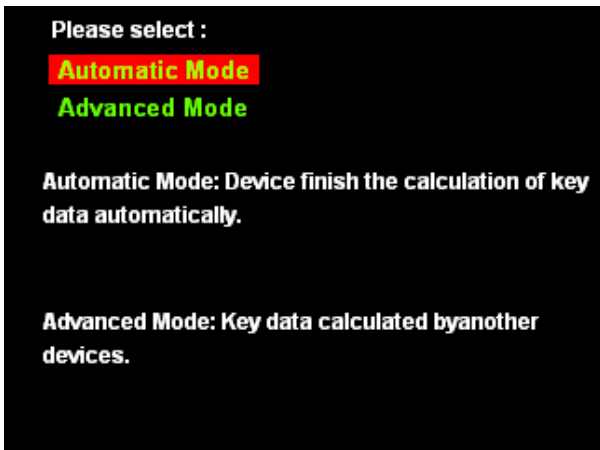 Please select :
Automatic Mode
Advanced Mode
Automatic Mode: Device finish the calculation of key
data automatically.
Advanced Mode: Key data calculated byanother
devices.